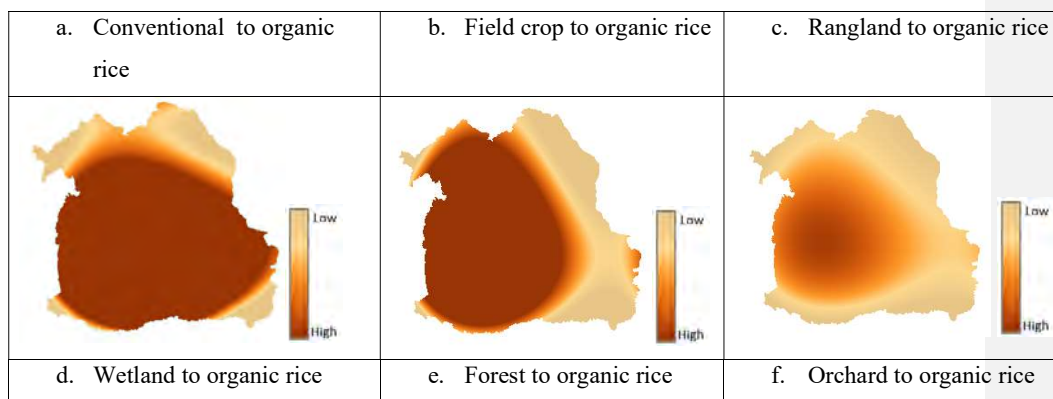 a. Conventional to organic
rice
b. Field crop to organic rice
c. Rangland to organic rice
Low
High
Low
High
Low
High
d. Wetland to organic rice
e. Forest to organic rice
f. Orchard to organic rice